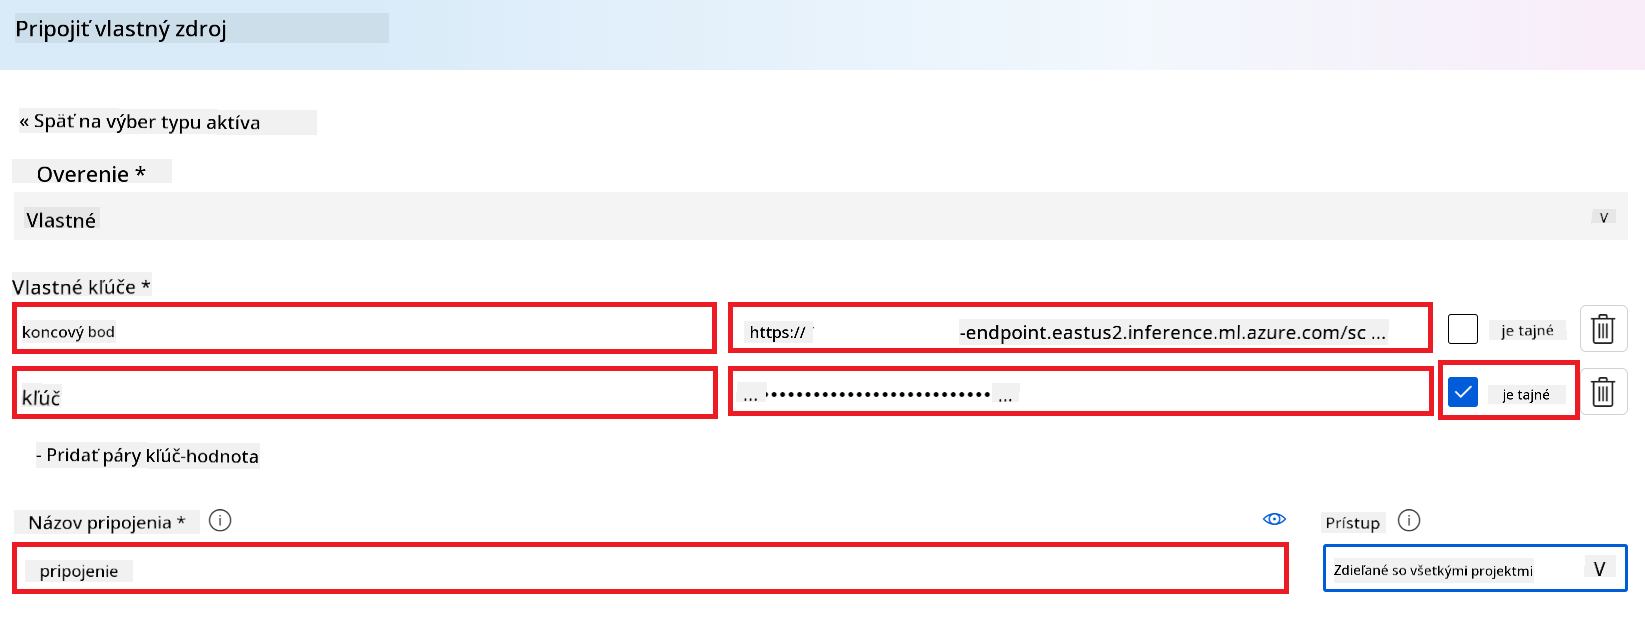 Pripojiť vlastný zdroj
« Späť na výber typu aktíva
Overenie *
Vlastné V
Vlastné kľúče *
koncový bod https:// -endpoint.eastus2.inference.ml.azure.com/sc ... je tajné
kľúč ... •••••••••••••••••••••••••••• ... je tajné
- Pridať páry kľúč-hodnota
Názov pripojenia * Prístup
pripojenie Zdieľané so všetkými projektmi V